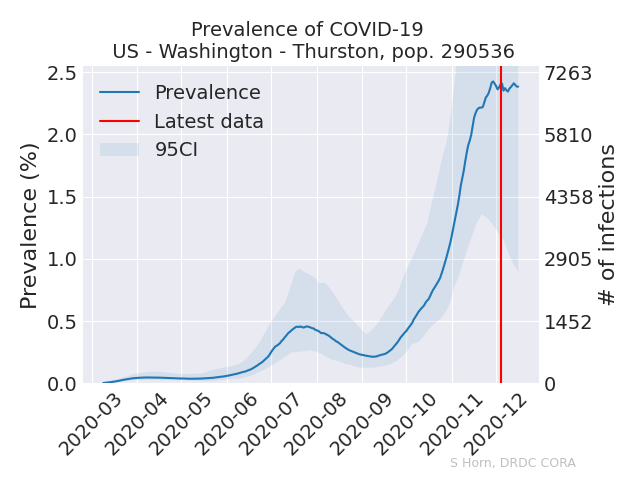 Prevalence of COVID-19
US - Washington - Thurston, pop. 290536
Prevalence
Latest data
95CI
Prevalence (%)
2.5
2.0
1.5
1.0
0.5
0.0
7263
5810
4358
2905
1452
0
# of infections
2020-03
2020-04
2020-05
2020-06
2020-07
2020-08
2020-09
2020-10
2020-11
2020-12
S Horn, DRDC CORA